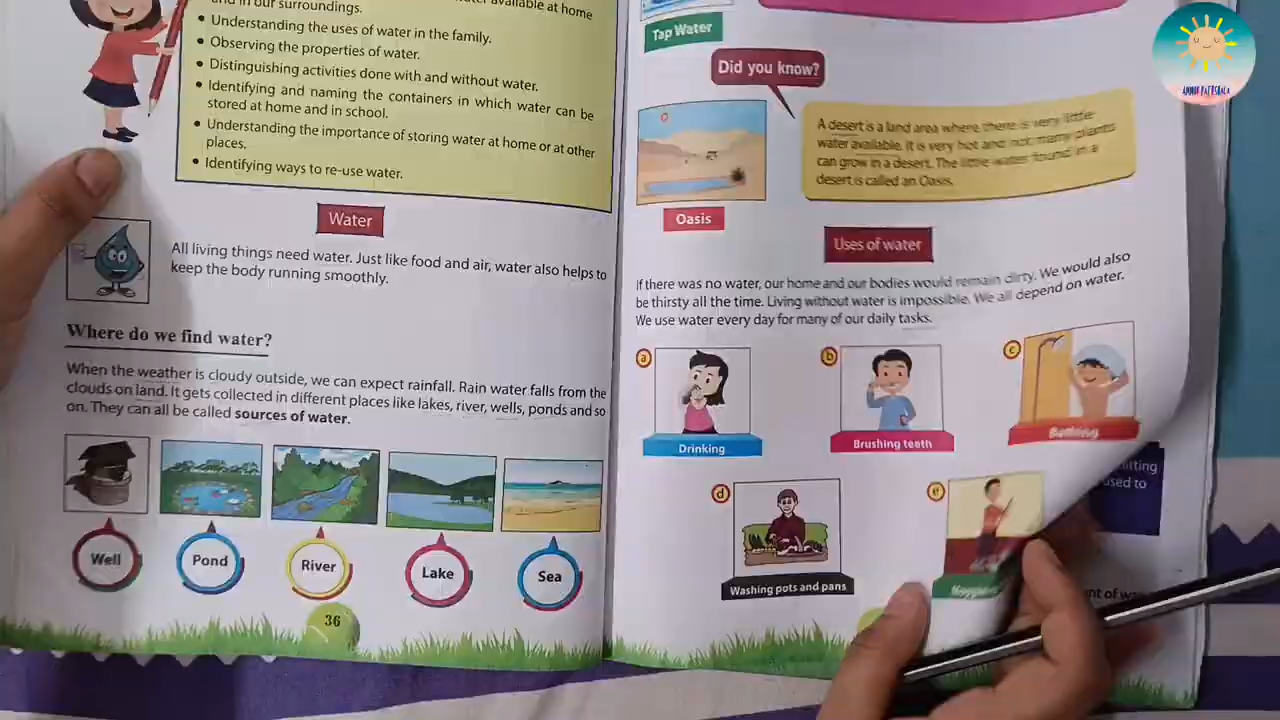 available at home
and in our surroundings.
• Understanding the uses of water in the family.
• Observing the properties of water.
• Distinguishing activities done with and without water.
• Identifying and naming the containers in which water can be
stored at home and in school.
• Understanding the importance of storing water at home or at other
places.
• Identifying ways to re-use water.
Water
All living things need water. Just like food and air, water also helps to
keep the body running smoothly.
Where do we find water?
When the weather is cloudy outside, we can expect rainfall. Rain water falls from the
clouds on land. It gets collected in different places like lakes, river, wells, ponds and so
on. They can all be called sources of water.
Well
Pond
River
Lake
Sea
36
Tap Water
Did you know?
A desert is a land area where there is very little
water available. It is very hot and not many plants
can grow in a desert. The little water found in a
desert is called an Oasis.
Oasis
Uses of water
If there was no water, our home and our bodies would remain dirty. We would also
be thirsty all the time. Living without water is impossible. We all depend on water.
We use water every day for many of our daily tasks.
a
Drinking
b
Brushing teeth
c
Bathing
d
Washing pots and pans
e
used to